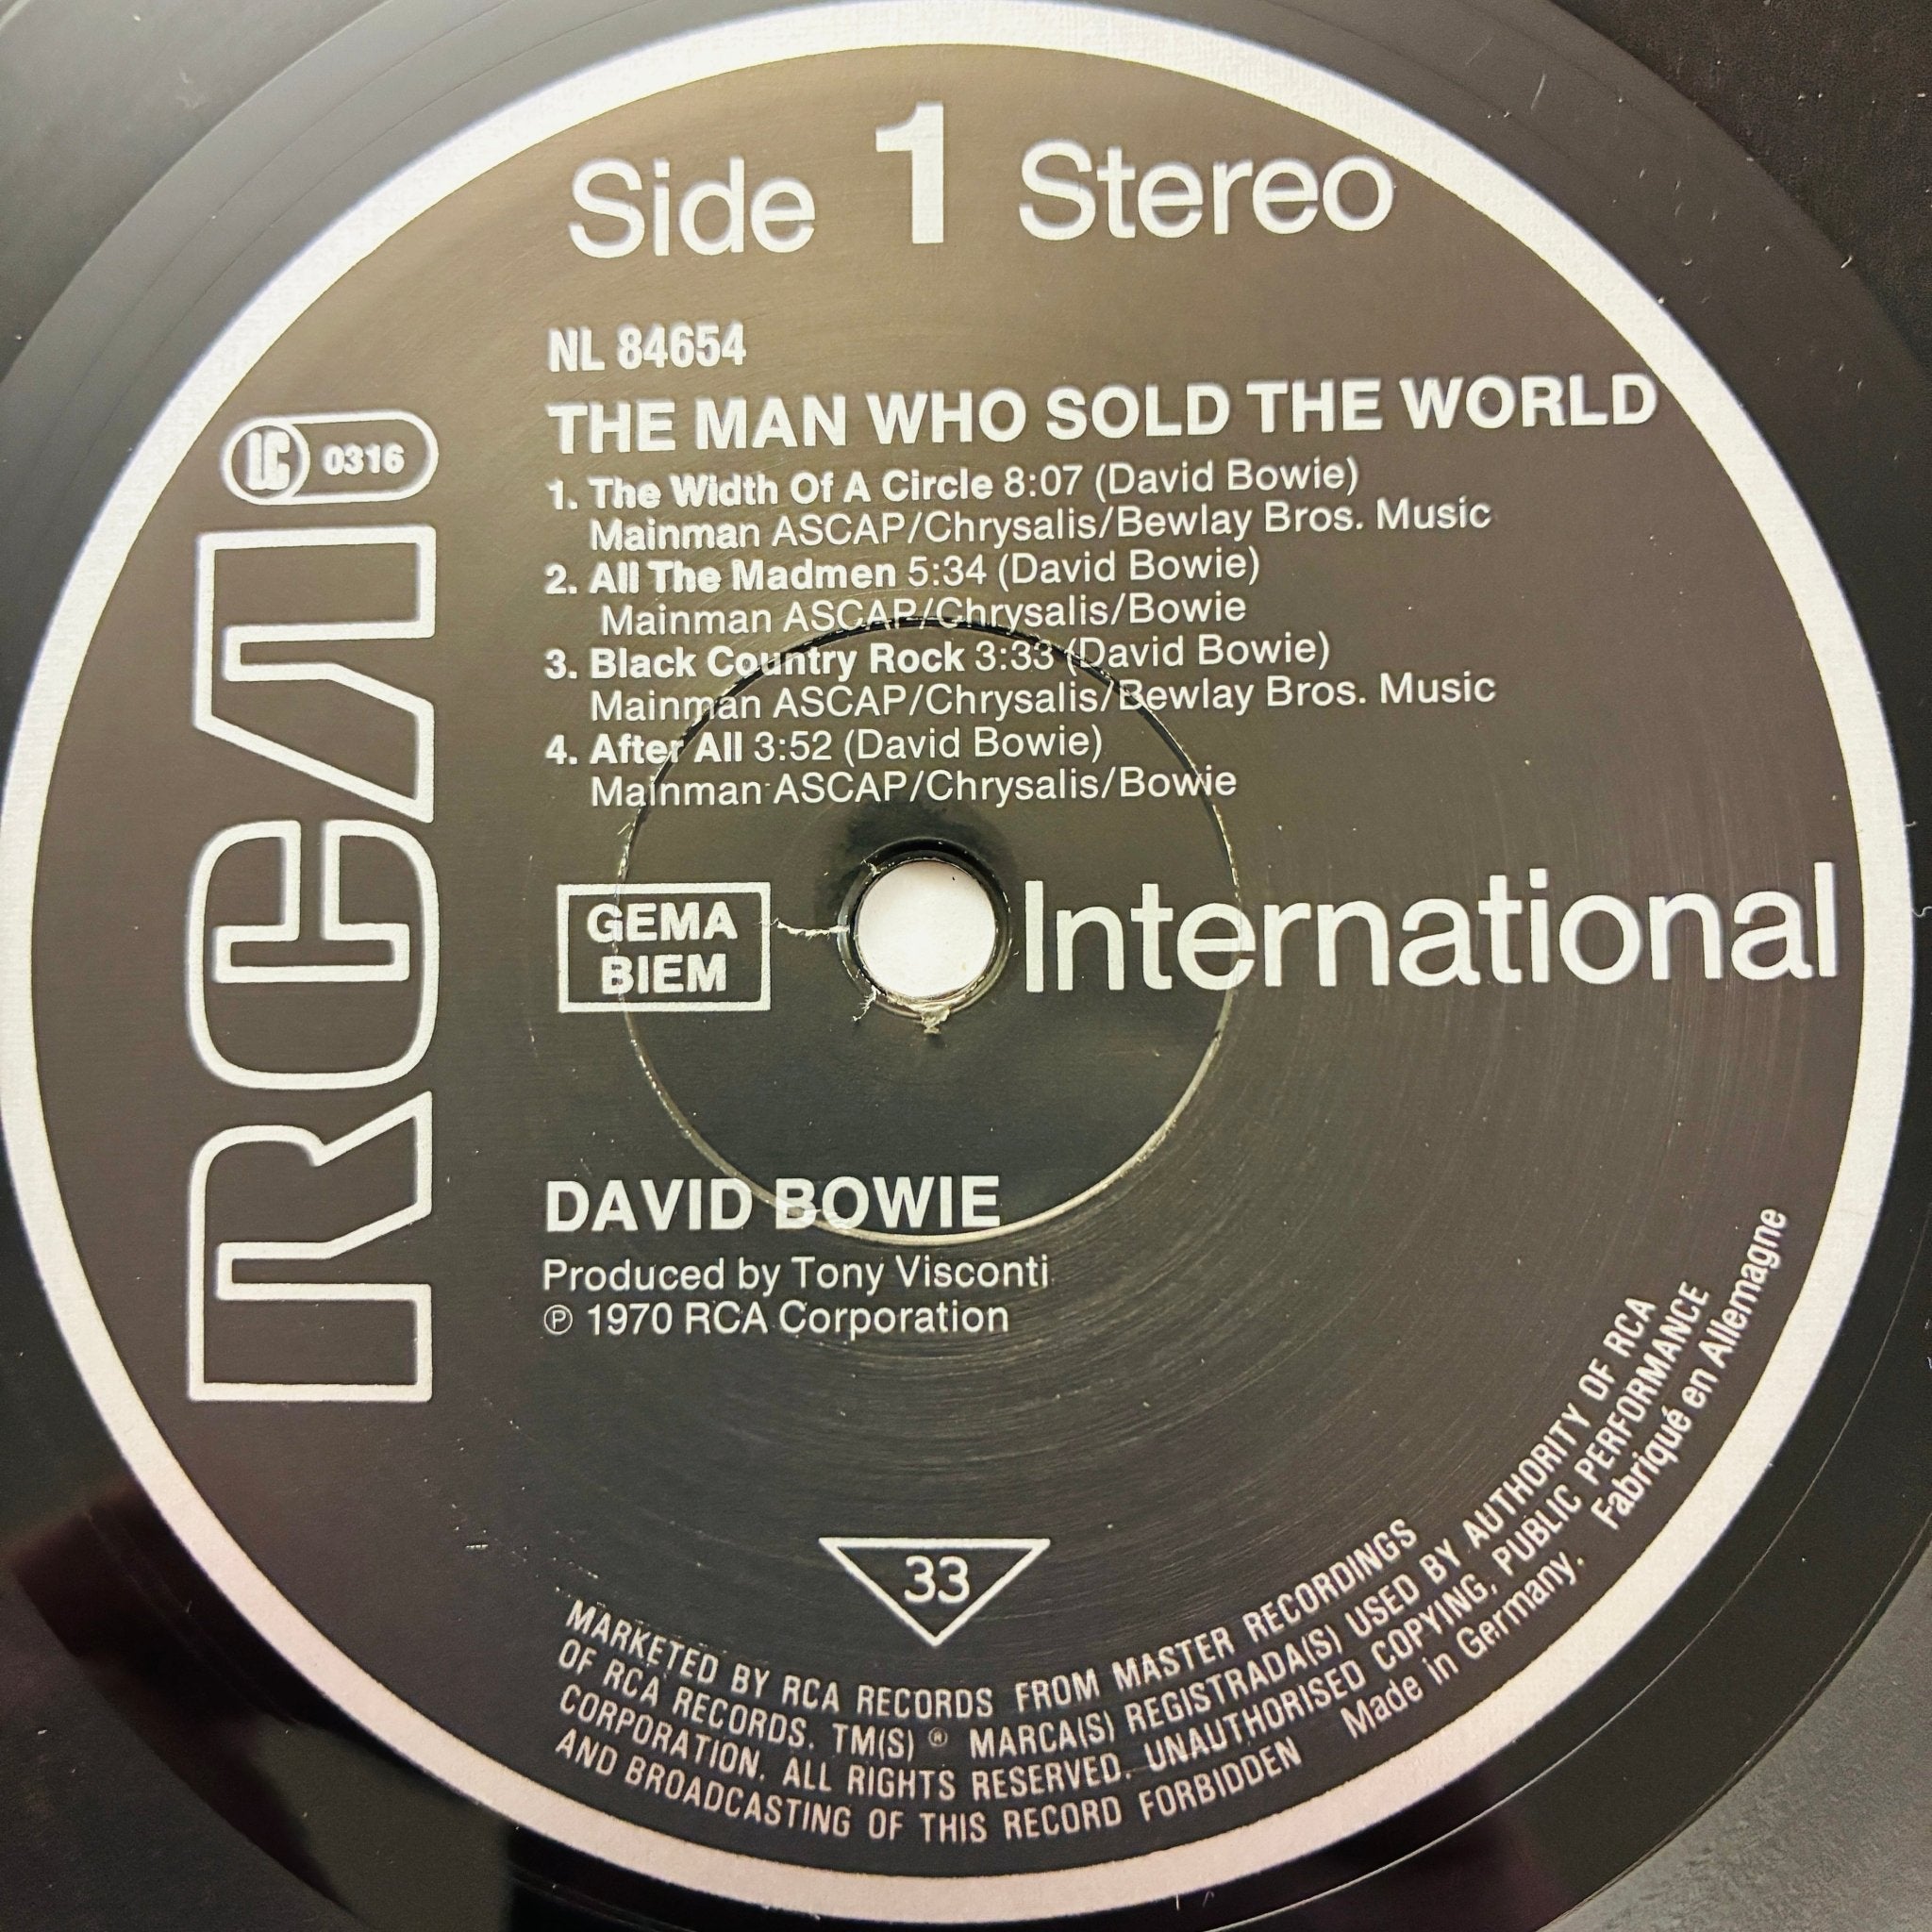 Side 1 Stereo
NL 84654
THE MAN WHO SOLD THE WORLD
LC 0316
1. The Width Of A Circle 8:07 (David Bowie)
Mainman ASCAP/Chrysalis/Bewlay Bros. Music
2. All The Madmen 5:34 (David Bowie)
Mainman ASCAP/Chrysalis/Bowie
3. Black Country Rock 3:33 (David Bowie)
Mainman ASCAP/Chrysalis/Bewlay Bros. Music
4. After All 3:52 (David Bowie)
Mainman ASCAP/Chrysalis/Bowie
RCA
GEMA
BIEM
International
DAVID BOWIE
Produced by Tony Visconti
℗ 1970 RCA Corporation
33
MARKETED BY RCA RECORDS FROM MASTER RECORDINGS
OF RCA RECORDS. TM(S) ® MARCA(S) REGISTRADA(S) USED BY AUTHORITY OF RCA
CORPORATION. ALL RIGHTS RESERVED. UNAUTHORISED COPYING, PUBLIC PERFORMANCE
AND BROADCASTING OF THIS RECORD FORBIDDEN Made in Germany. Fabriqué en Allemagne